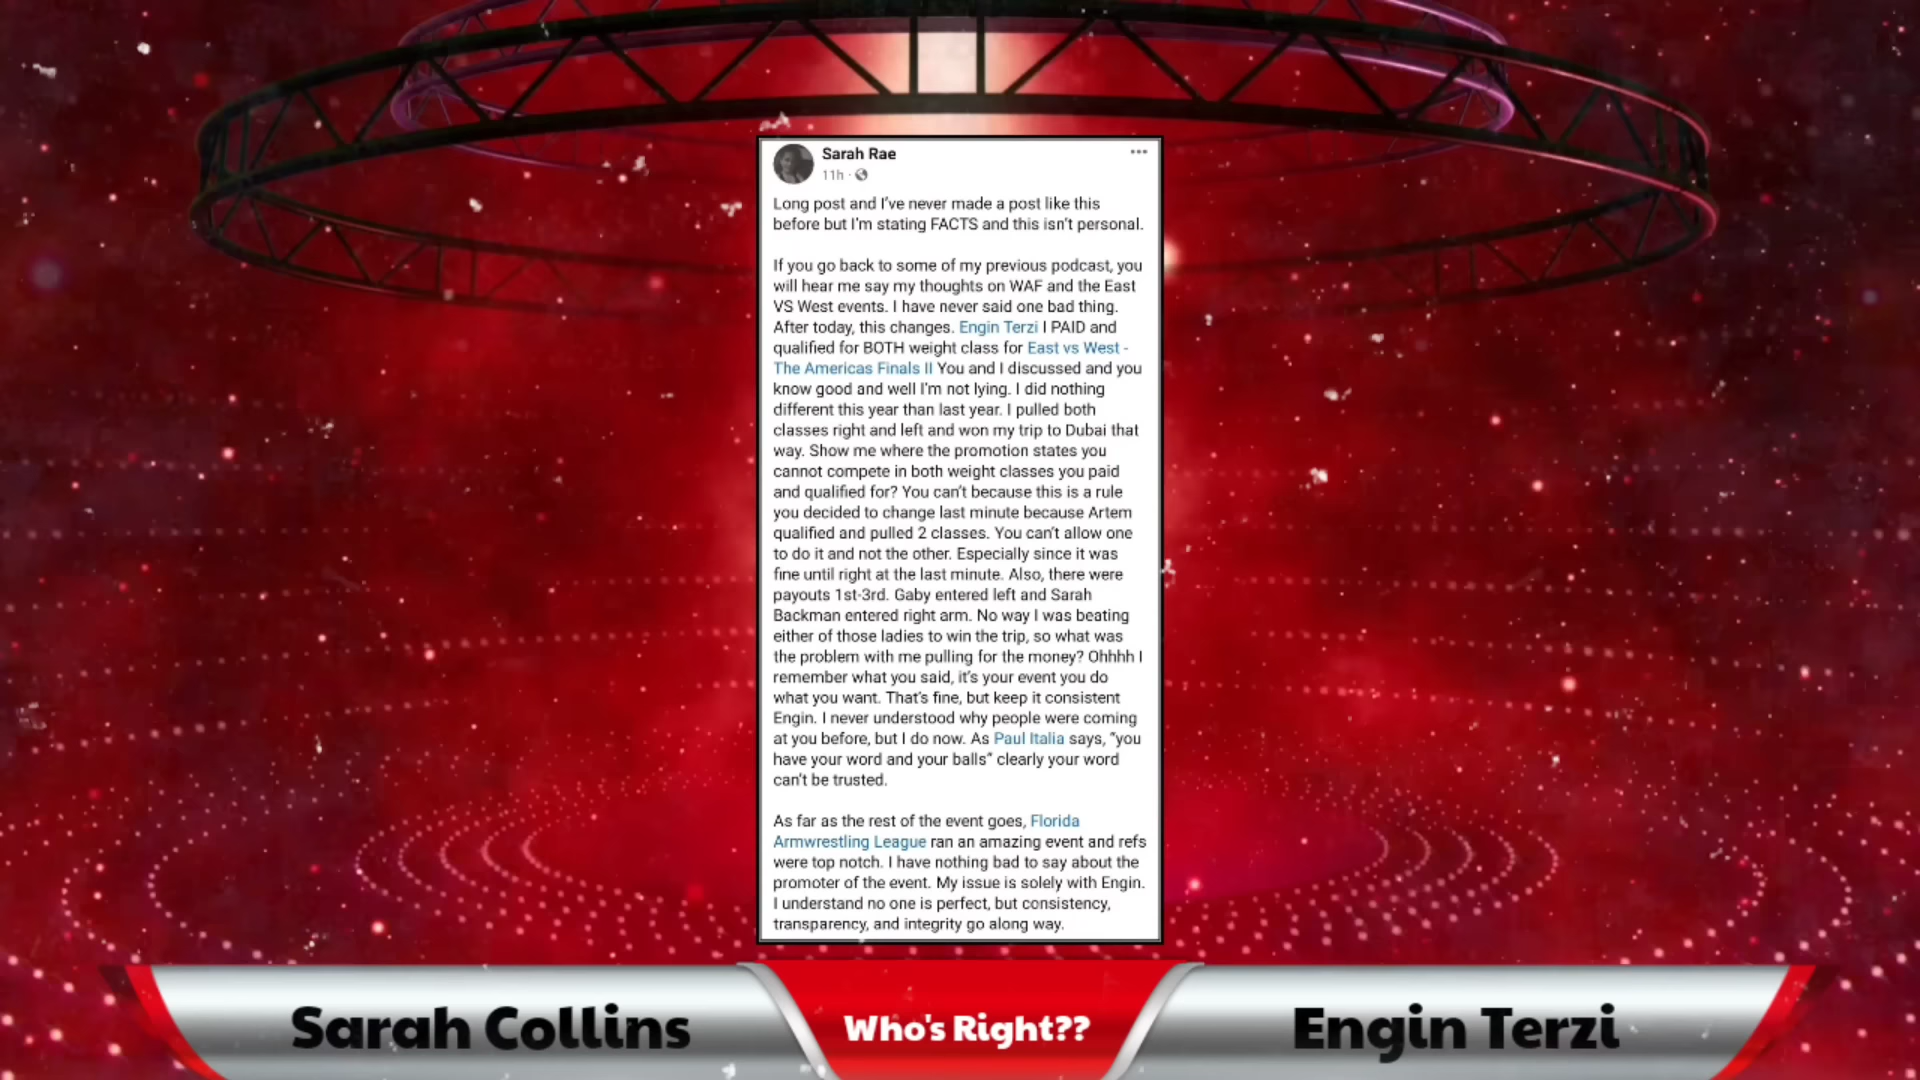 Sarah Rae
11h ·
Long post and I've never made a post like this
before but I'm stating FACTS and this isn't personal.
If you go back to some of my previous podcast, you
will hear me say my thoughts on WAF and the East
VS West events. I have never said one bad thing.
After today, this changes. Engin Terzi I PAID and
qualified for BOTH weight class for East vs West -
The Americas Finals II You and I discussed and you
know good and well I'm not lying. I did nothing
different this year than last year. I pulled both
classes right and left and won my trip to Dubai that
way. Show me where the promotion states you
cannot compete in both weight classes you paid
and qualified for? You can't because this is a rule
you decided to change last minute because Artem
qualified and pulled 2 classes. You can't allow one
to do it and not the other. Especially since it was
fine until right at the last minute. Also, there were
payouts 1st-3rd. Gaby entered left and Sarah
Backman entered right arm. No way I was beating
either of those ladies to win the trip, so what was
the problem with me pulling for the money? Ohhhh I
remember what you said, it's your event you do
what you want. That's fine, but keep it consistent
Engin. I never understood why people were coming
at you before, but I do now. As Paul Italia says, "you
have your word and your balls" clearly your word
can't be trusted.
As far as the rest of the event goes, Florida
Armwrestling League ran an amazing event and refs
were top notch. I have nothing bad to say about the
promoter of the event. My issue is solely with Engin.
I understand no one is perfect, but consistency,
transparency, and integrity go along way.
Sarah Collins
Who's Right??
Engin Terzi